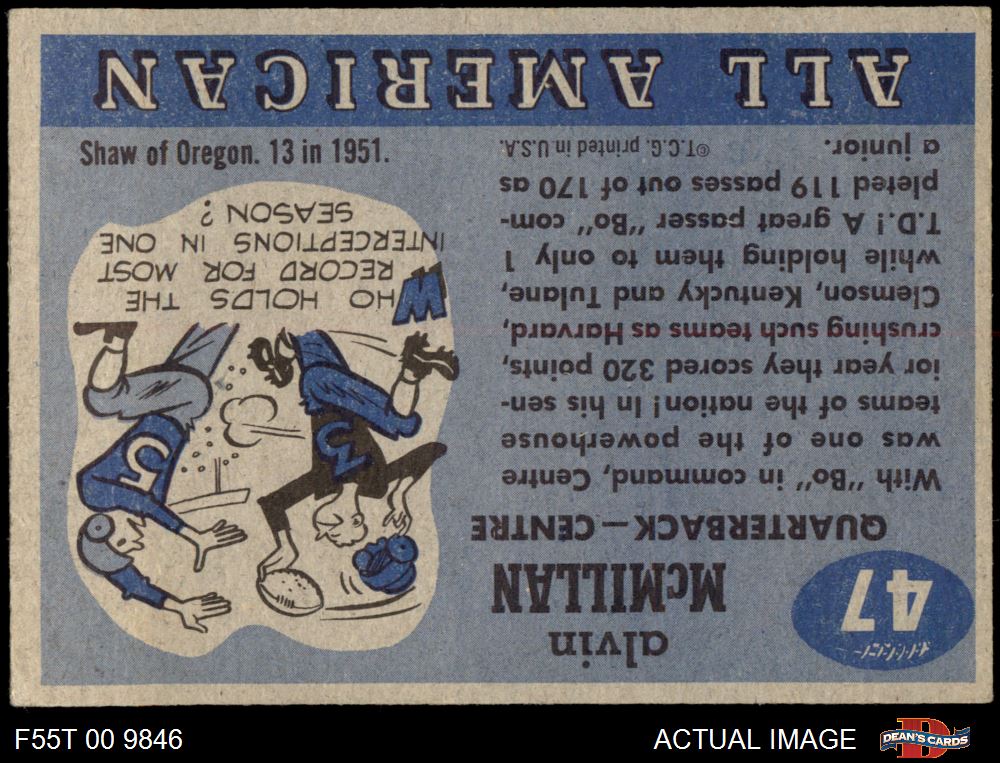 47
alvin
McMILLAN
QUARTERBACK—CENTRE
With "Bo" in command, Centre,
was one of the powerhouse
teams of the nation! In his sen-
ior year they scored 320 points,
crushing such teams as Harvard,
Clemson, Kentucky and Tulane,
while holding them to only 1
T.D.! A great passer "Bo" com-
pleted 119 passes out of 170 as
a junior.
©T.C.G. printed in U.S.A.
WHO HOLDS THE
RECORD FOR MOST
INTERCEPTIONS IN ONE
SEASON?
5
3
Shaw of Oregon. 13 in 1951.
ALL AMERICAN
F55T 00 9846
ACTUAL IMAGE
D
DEAN'S CARDS